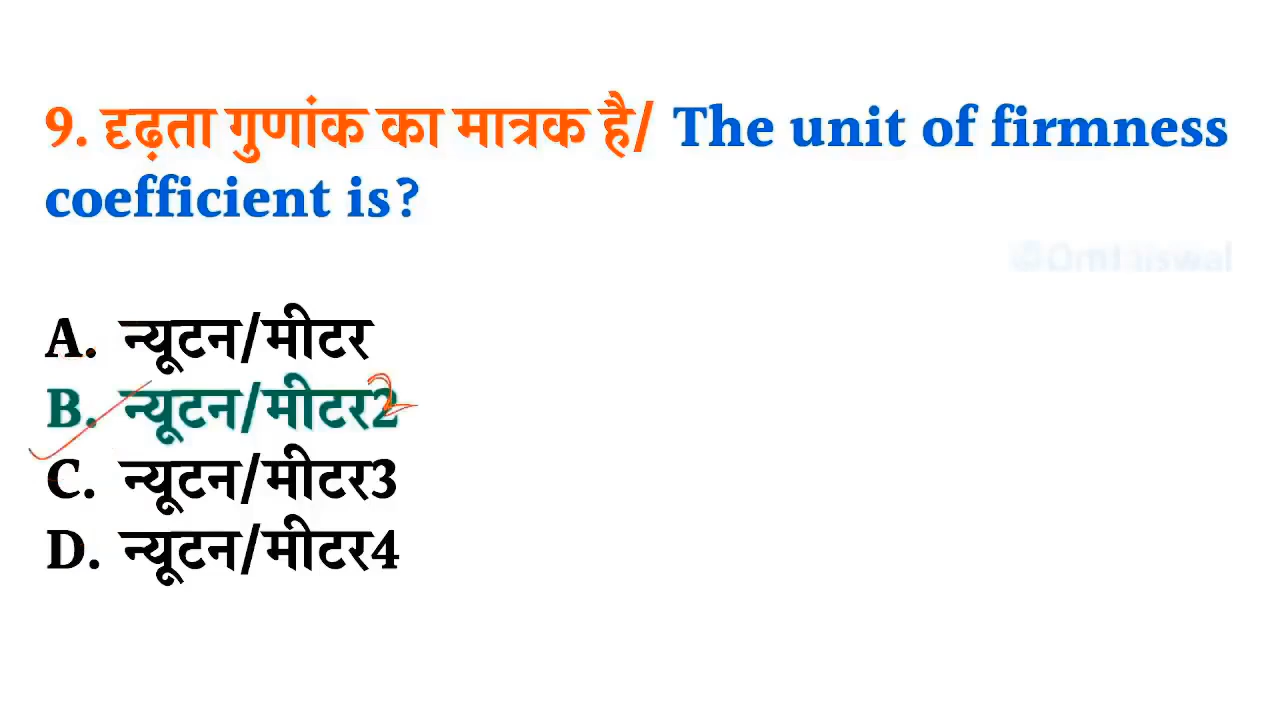 9. दृढ़ता गुणांक का मात्रक है/ The unit of firmness
coefficient is?
A. न्यूटन/मीटर
B. न्यूटन/मीटर2
C. न्यूटन/मीटर3
D. न्यूटन/मीटर4